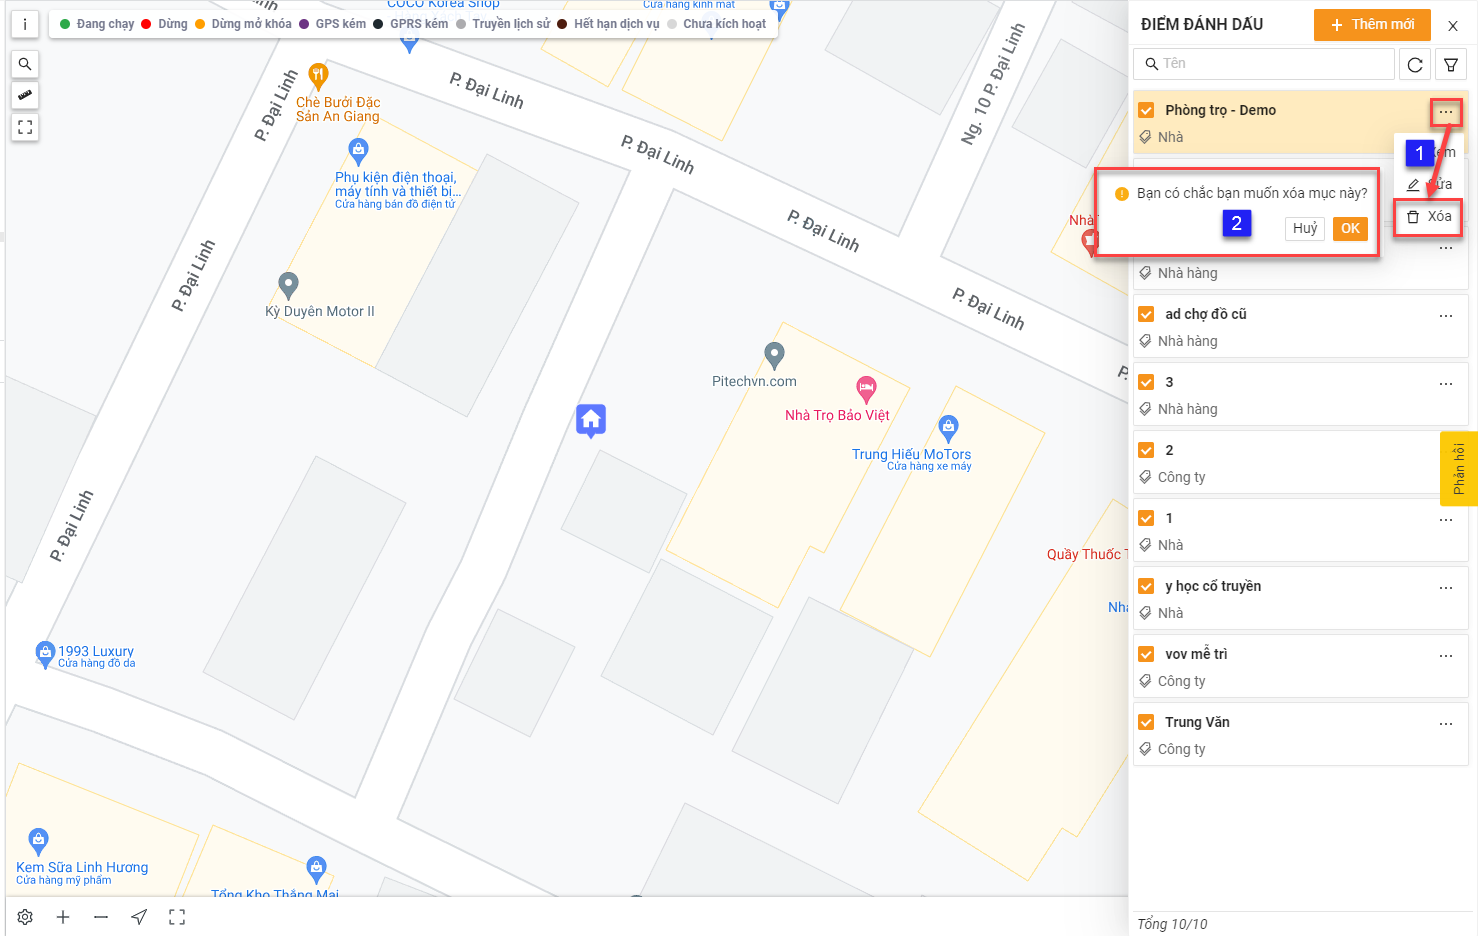 COCO Korea Shop
Cửa hàng kính mắt
i
Đang chạy
Dừng
Dừng mở khóa
GPS kém
GPRS kém
Truyền lịch sử
Hết hạn dịch vụ
Chưa kích hoạt
P. Đại Linh
P. Đại Linh
P. Đại Linh
P. Đại Linh
P. Đại Linh
P. Đại Linh
P. Đại Linh
Ng. 10 P. Đại Linh
P.
Chè Bưởi Đặc
Sản An Giang
Phụ kiện điện thoại,
máy tính và thiết bị...
Cửa hàng bán đồ điện tử
Kỳ Duyên Motor II
Pitechvn.com
Nhà Trọ Bảo Việt
Trung Hiếu MoTors
Cửa hàng xe máy
Quầy Thuốc T
Nhà
1993 Luxury
Cửa hàng đồ da
Kem Sữa Linh Hương
Cửa hàng mỹ phẩm
Tổng Kho Thắng Mai
ĐIỂM ĐÁNH DẤU
+ Thêm mới
X
Tên
Phòng trọ - Demo
Nhà
1
Xem
Sửa
Xóa
Bạn có chắc bạn muốn xóa mục này?
2
Huỷ
OK
Nhà
Nhà hàng
ad chợ đồ cũ
Nhà hàng
3
Nhà hàng
2
Công ty
Phản hồi
1
Nhà
y học cổ truyền
Nhà
vov mễ trì
Công ty
Trung Văn
Công ty
Tổng 10/10